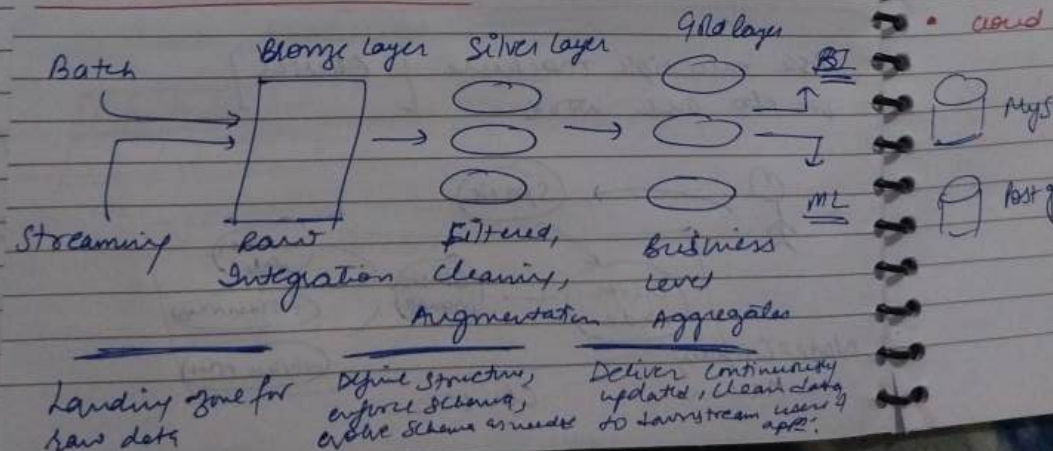 Batch
Streaming
Bronze layer
Raw
Integration
Silver layer
Filtered,
Cleaning,
Augmentation
Gold layer
Business
Level
Aggregates
BI
ML
Landing zone for
raw data
Define structure,
enforce schema,
evolve schema as needed
Deliver continuously
updated, clean data
to downstream users &
apps.
• cloud
MyS
Postg